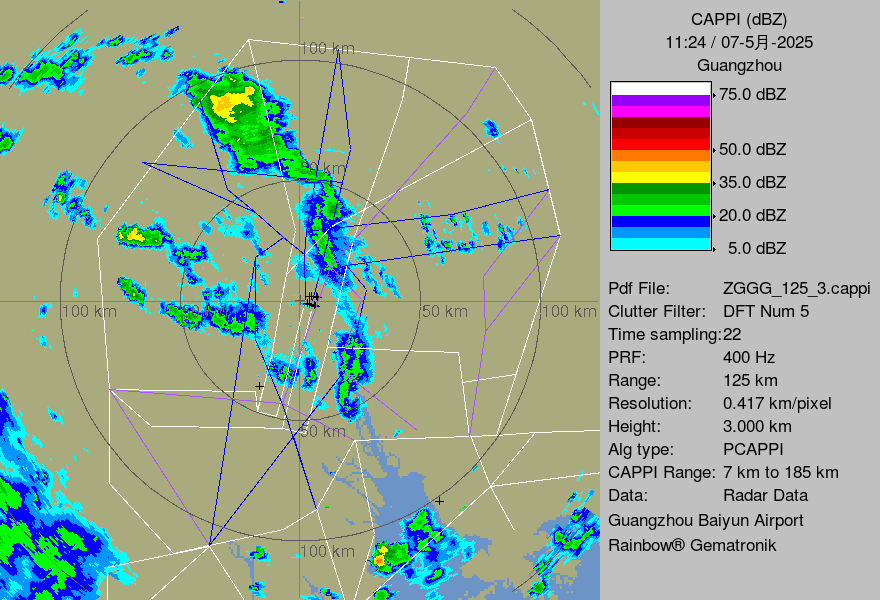 CAPPI (dBZ)
11:24 / 07-5月-2025
Guangzhou
75.0 dBZ
50.0 dBZ
35.0 dBZ
20.0 dBZ
5.0 dBZ
Pdf File: ZGGG_125_3.cappi
Clutter Filter: DFT Num 5
Time sampling:22
PRF: 400 Hz
Range: 125 km
Resolution: 0.417 km/pixel
Height: 3.000 km
Alg type: PCAPPI
CAPPI Range: 7 km to 185 km
Data: Radar Data
Guangzhou Baiyun Airport
Rainbow® Gematronik
100 km
100 km
50 km
100 km
50 km
100 km